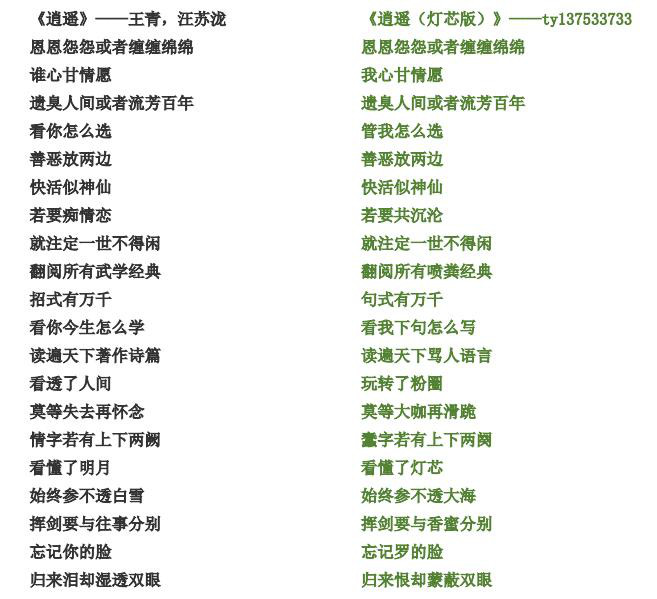 《逍遥》——王青，汪苏泷
恩恩怨怨或者缠缠绵绵
谁心甘情愿
遗臭人间或者流芳百年
看你怎么选
善恶放两边
快活似神仙
若要痴情恋
就注定一世不得闲
翻阅所有武学经典
招式有万千
看你今生怎么学
读遍天下著作诗篇
看透了人间
莫等失去再怀念
情字若有上下两阙
看懂了明月
始终参不透白雪
挥剑要与往事分别
忘记你的脸
归来泪却湿透双眼
《逍遥（灯芯版）》——ty137533733
恩恩怨怨或者缠缠绵绵
我心甘情愿
遗臭人间或者流芳百年
管我怎么选
善恶放两边
快活似神仙
若要共沉沦
就注定一世不得闲
翻阅所有喷粪经典
句式有万千
看我下句怎么写
读遍天下骂人语言
玩转了粉圈
莫等大咖再滑跪
蠢字若有上下两阕
看懂了灯芯
始终参不透大海
挥剑要与香蜜分别
忘记罗的脸
归来恨却蒙蔽双眼